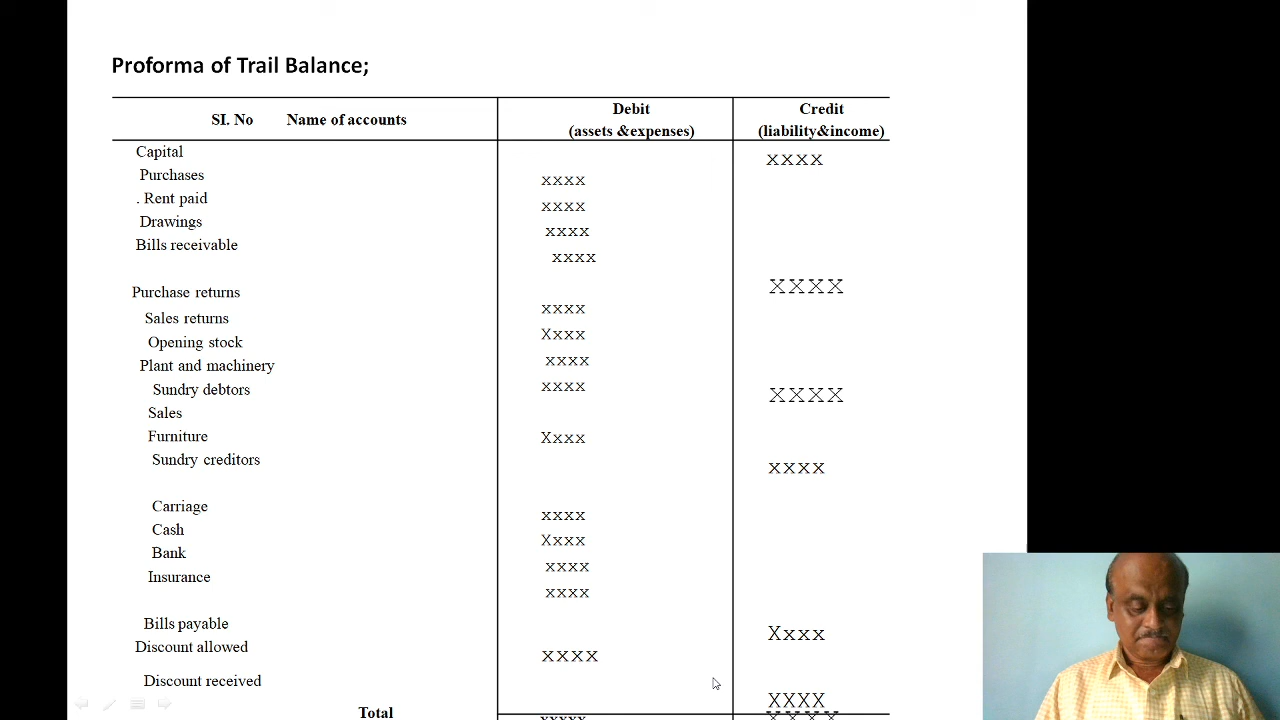 Proforma of Trail Balance;
SI. No Name of accounts Debit Credit
(assets &expenses) (liability&income)
Capital xxxx
Purchases xxxx
. Rent paid xxxx
Drawings xxxx
Bills receivable xxxx
Purchase returns XXXX
Sales returns xxxx
Opening stock Xxxx
Plant and machinery xxxx
Sundry debtors xxxx
Sales XXXX
Furniture Xxxx
Sundry creditors xxxx
Carriage xxxx
Cash Xxxx
Bank xxxx
Insurance xxxx
Bills payable Xxxx
Discount allowed xxxx
Discount received XXXX
Total